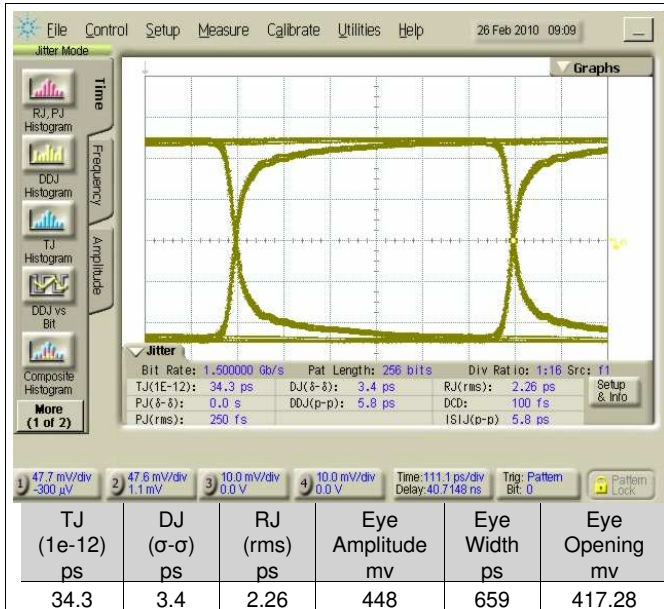 File Control Setup Measure Calibrate Utilities Help 26 Feb 2010 09:09
Jitter Mode
Graphs
Time
Frequency
Amplitude
RJ, PJ
Histogram
DDJ
Histogram
TJ
Histogram
DDJ vs
Bit
Composite
Histogram
More
(1 of 2)
Jitter
Bit Rate: 1.500000 Gb/s Pat Length: 256 bits Div Ratio: 1:16 Src: f1
TJ(1E-12): 34.3 ps DJ(δ-δ): 3.4 ps RJ(rms): 2.26 ps
PJ(δ-δ): 0.0 s DDJ(p-p): 5.8 ps DCD: 100 fs
PJ(rms): 250 fs ISIJ(p-p) 5.8 ps
Setup
& Info
1 47.7 mV/div 2 47.6 mV/div 3 10.0 mV/div 4 10.0 mV/div Time:111.1 ps/div Trig: Pattern Pattern
-300 µV 1.1 mV 0.0 V 0.0 V Delay:40.7148 ns Bit: 0 Lock
TJ DJ RJ Eye Eye Eye
(1e-12) (σ-σ) (rms) Amplitude Width Opening
ps ps ps mv ps mv
34.3 3.4 2.26 448 659 417.28